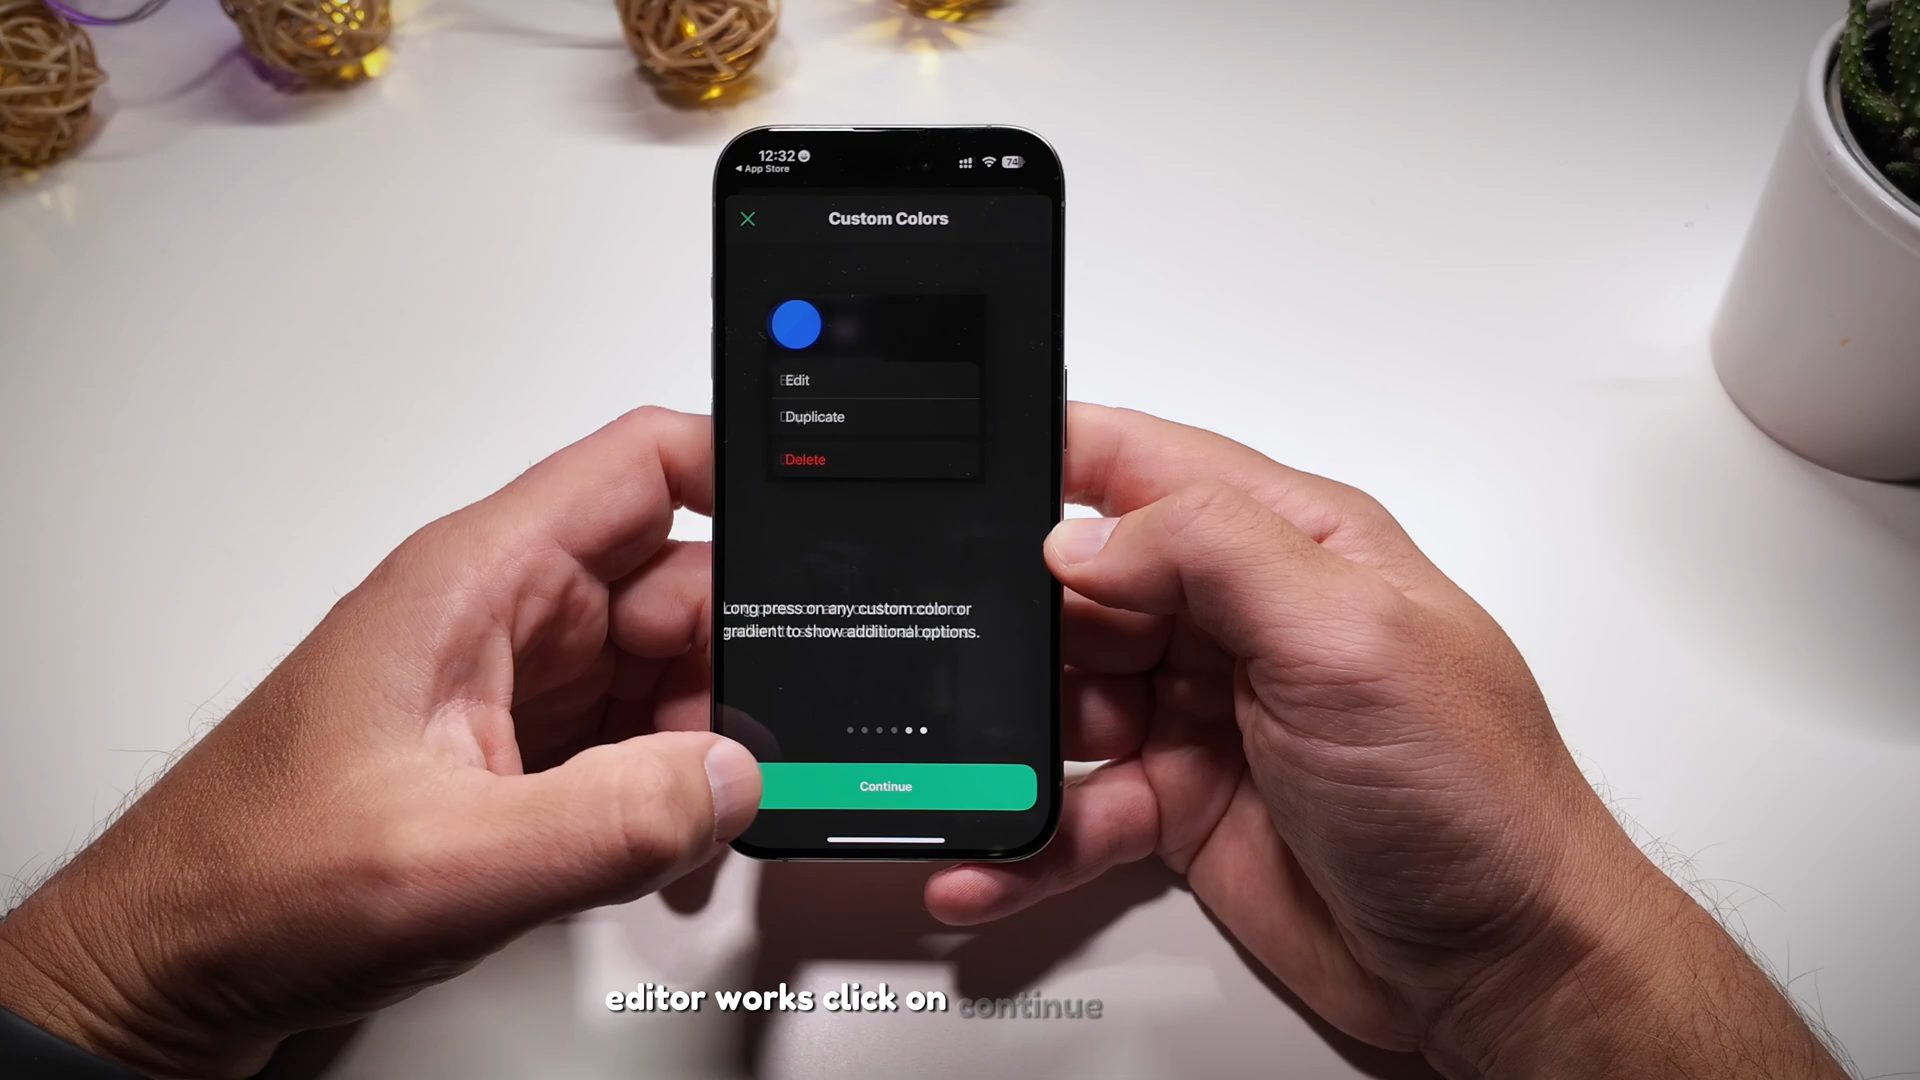 12:32
◀ App Store
74
Custom Colors
Edit
Duplicate
Delete
Long press on any custom color or
gradient to show additional options.
Continue
editor works click on continue